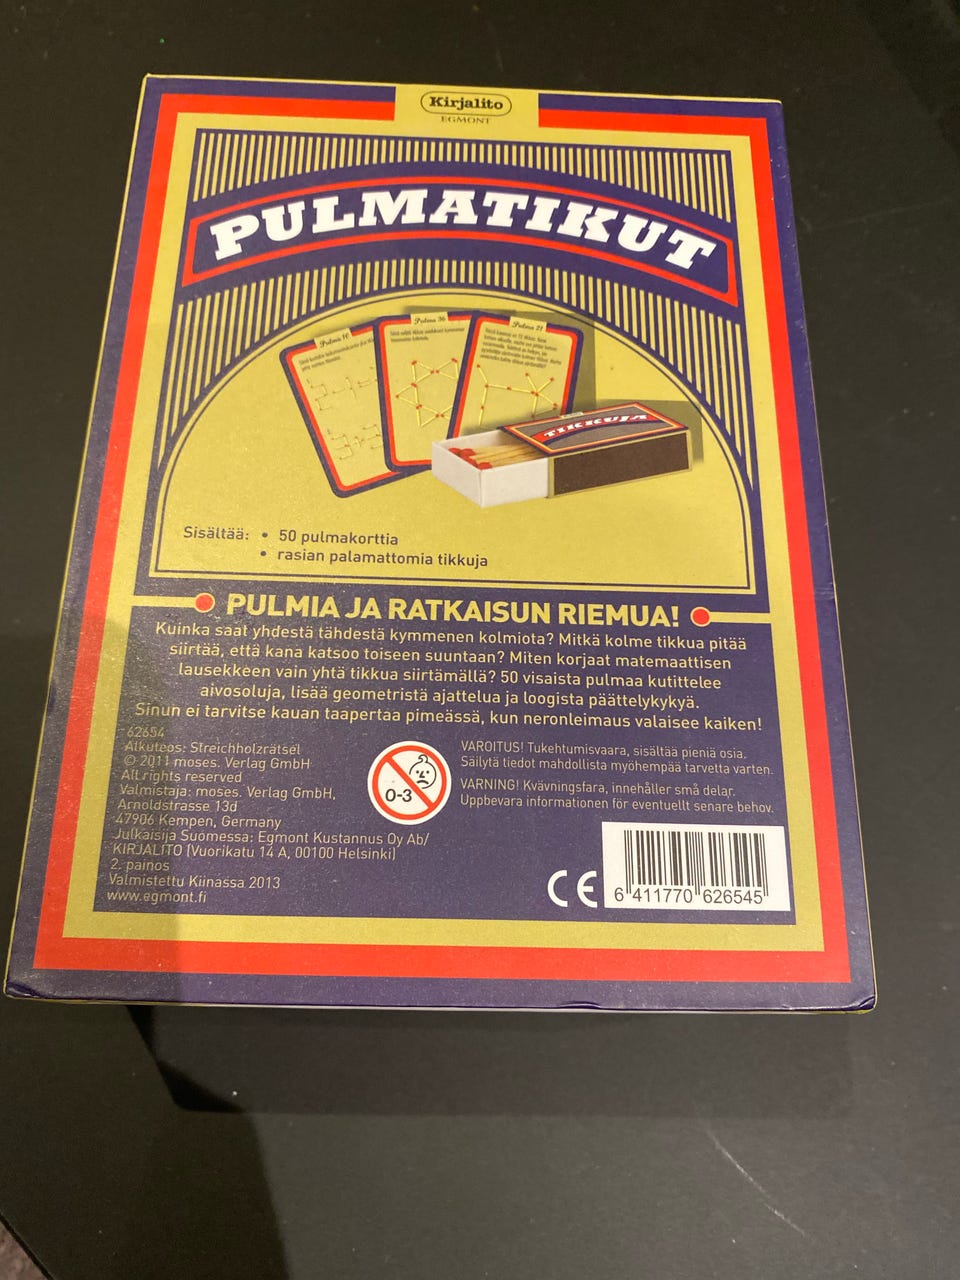 Kirjalito
EGMONT
PULMATIKUT
Pulma 10
Pulma 36
Pulma 21
TIKKUJA
Sisältää: • 50 pulmakorttia
• rasian palamattomia tikkuja
PULMIA JA RATKAISUN RIEMUA!
Kuinka saat yhdestä tähdestä kymmenen kolmiota? Mitkä kolme tikkua pitää
siirtää, että kana katsoo toiseen suuntaan? Miten korjaat matemaattisen
lausekkeen vain yhtä tikkua siirtämällä? 50 visaista pulmaa kutittelee
aivosoluja, lisää geometristä ajattelua ja loogista päättelykykyä.
Sinun ei tarvitse kauan taapertaa pimeässä, kun neronleimaus valaisee kaiken!
62654
Alkuteos: Streichholzrätsel
© 2011 moses. Verlag GmbH
All rights reserved
Valmistaja: moses. Verlag GmbH,
Arnoldstrasse 13d
47906 Kempen, Germany
Julkaisija Suomessa: Egmont Kustannus Oy Ab/
KIRJALITO (Vuorikatu 14 A, 00100 Helsinki)
2. painos
Valmistettu Kiinassa 2013
www.egmont.fi
0-3
VAROITUS! Tukehtumisvaara, sisältää pieniä osia.
Säilytä tiedot mahdollista myöhempää tarvetta varten.
VARNING! Kvävningsfara, innehåller små delar.
Uppbevara informationen för eventuellt senare behov.
CE
6 411770 626545